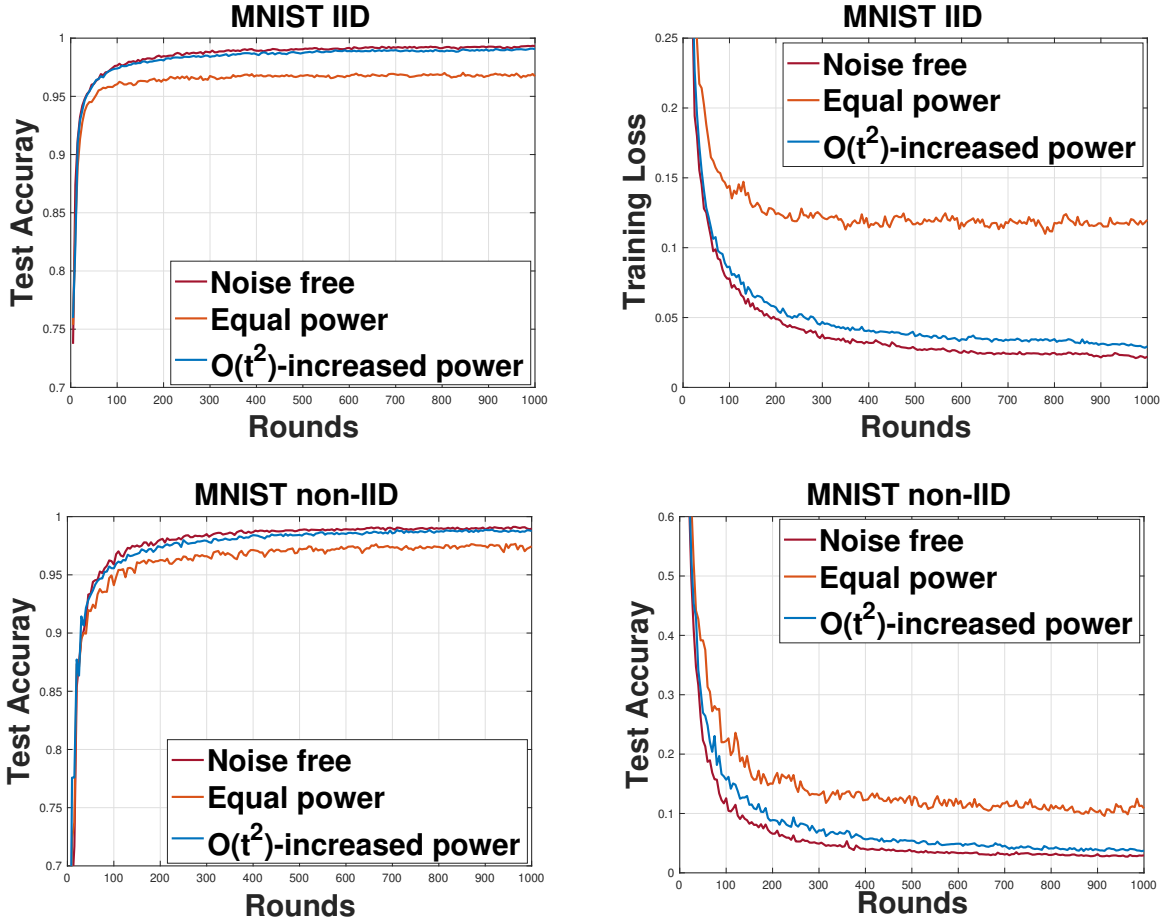 MNIST IID
1
0.95
0.9
0.85
0.8
0.75
0.7
Test Accuray
Noise free
Equal power
O(t²)-increased power
0 100 200 300 400 500 600 700 800 900 1000
Rounds
MNIST IID
0.25
0.2
0.15
0.1
0.05
0
Training Loss
Noise free
Equal power
O(t²)-increased power
0 100 200 300 400 500 600 700 800 900 1000
Rounds
MNIST non-IID
1
0.95
0.9
0.85
0.8
0.75
0.7
Test Accuray
Noise free
Equal power
O(t²)-increased power
0 100 200 300 400 500 600 700 800 900 1000
Rounds
MNIST non-IID
0.6
0.5
0.4
0.3
0.2
0.1
0
Test Accuray
Noise free
Equal power
O(t²)-increased power
0 100 200 300 400 500 600 700 800 900 1000
Rounds